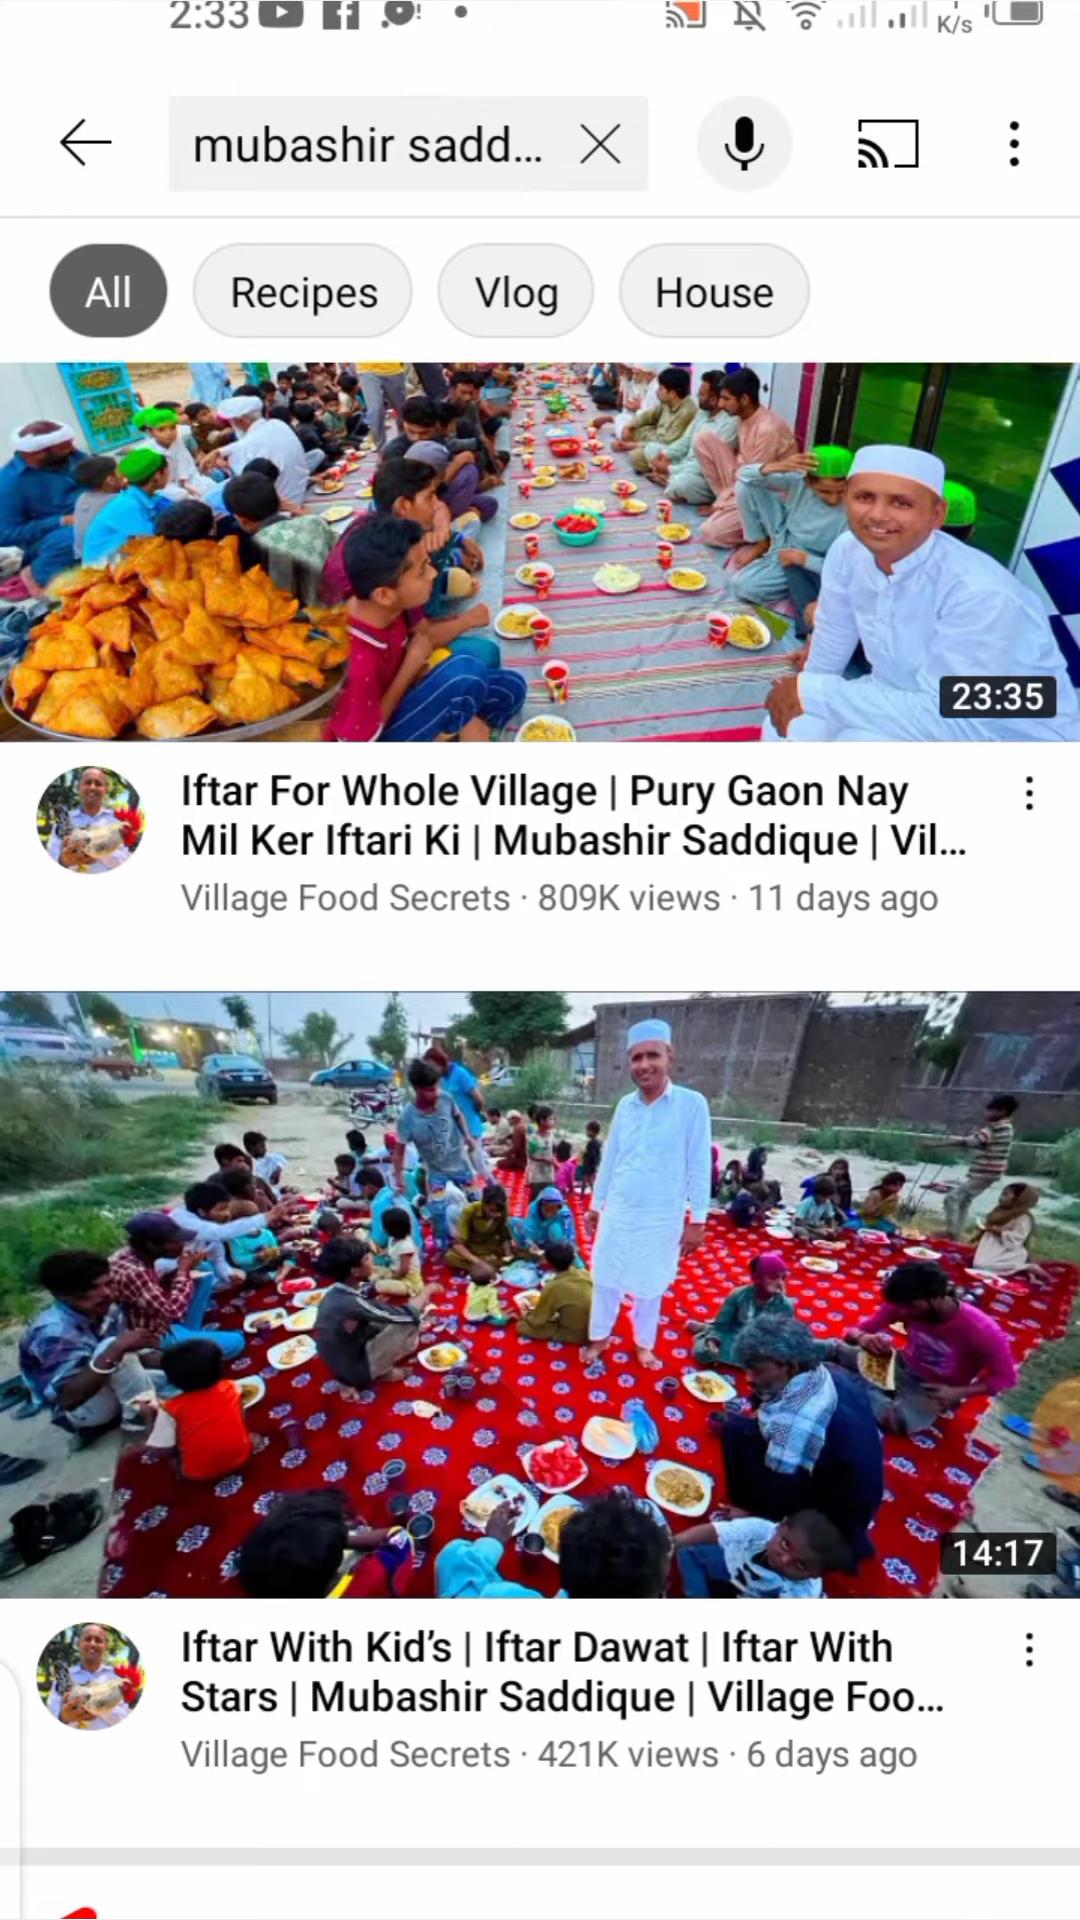 2:33
K/s
mubashir sadd...
All
Recipes
Vlog
House
23:35
Iftar For Whole Village | Pury Gaon Nay
Mil Ker Iftari Ki | Mubashir Saddique | Vil...
Village Food Secrets · 809K views · 11 days ago
14:17
Iftar With Kid’s | Iftar Dawat | Iftar With
Stars | Mubashir Saddique | Village Foo...
Village Food Secrets · 421K views · 6 days ago